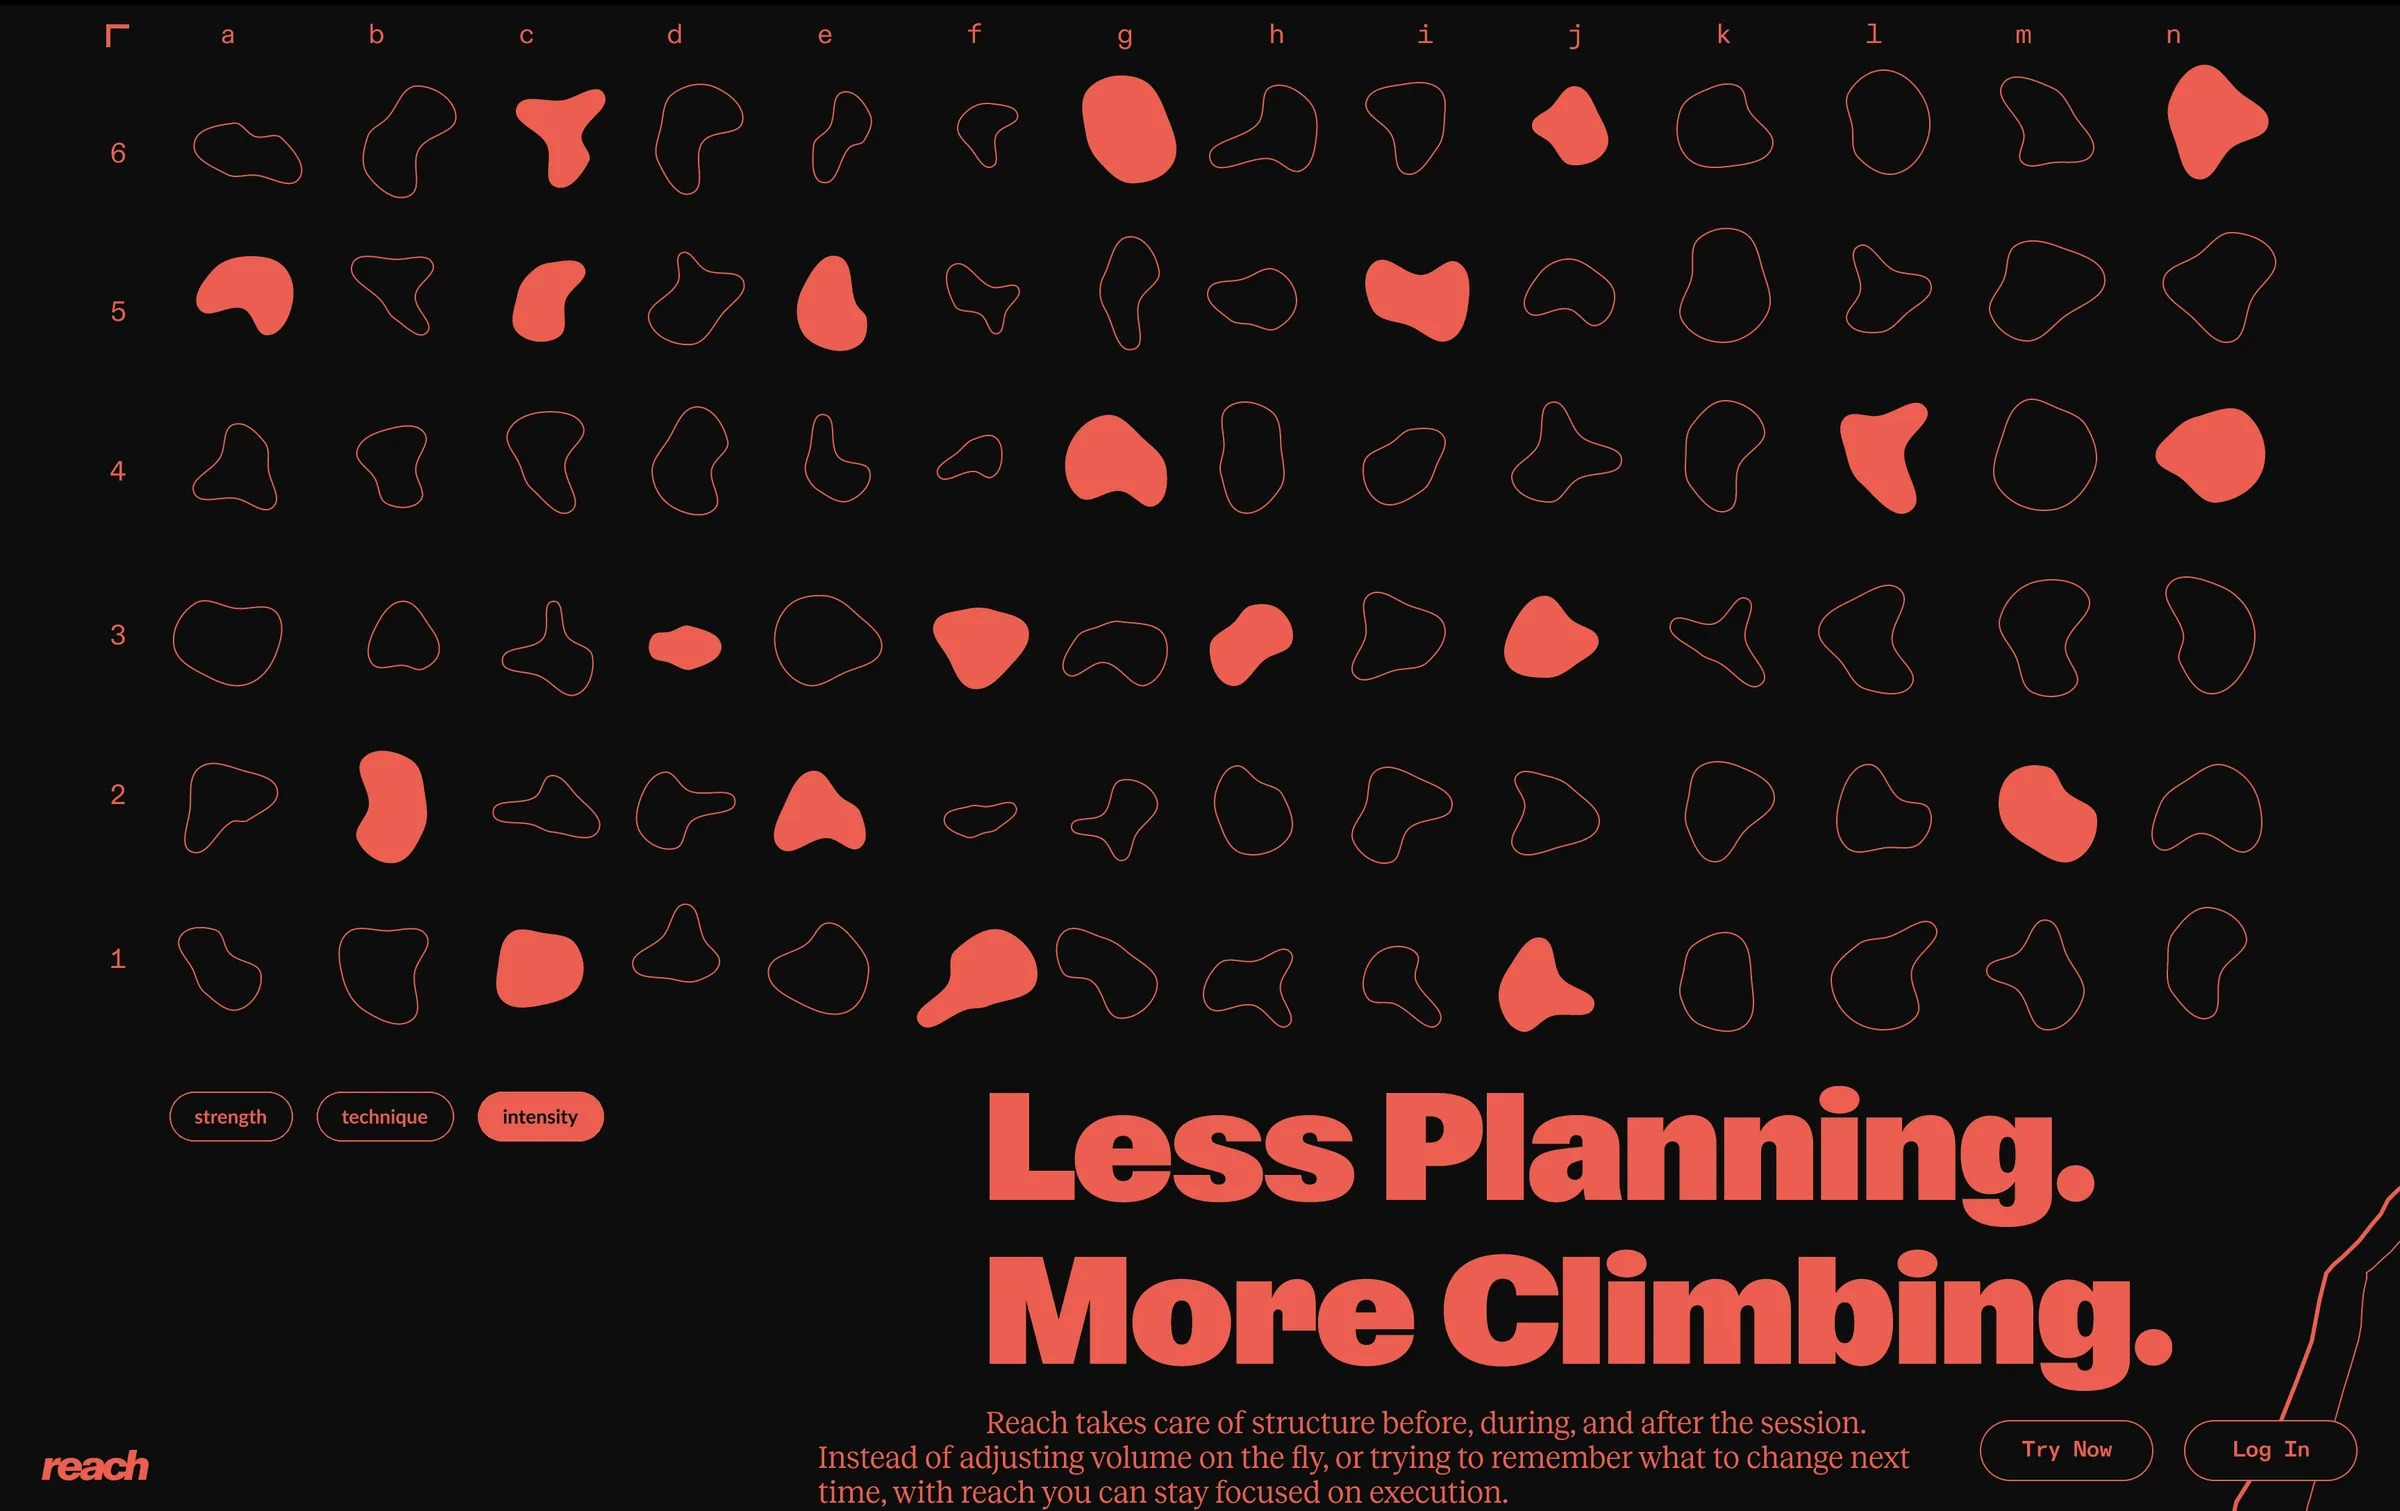 a b c d e f g h i j k l m n
6
5
4
3
2
1
strength technique intensity
Less Planning.
More Climbing.
Reach takes care of structure before, during, and after the session.
Instead of adjusting volume on the fly, or trying to remember what to change next
time, with reach you can stay focused on execution.
reach
Try Now Log In